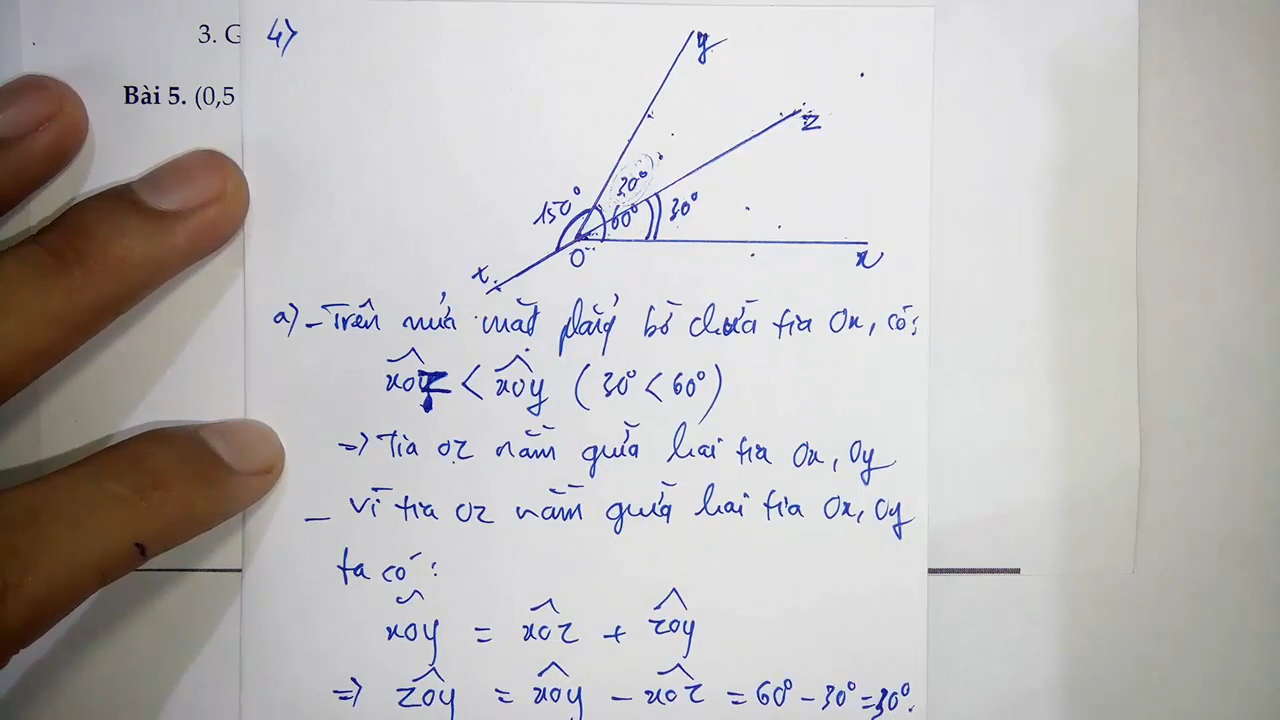 3. G
Bài 5. (0,5
4)
y
z
30°
150°
60°
30°
O
x
t
a) - Trên nửa mặt phẳng bờ chứa tia Ox, có:
xOz < xOy (30° < 60°)
=> Tia Oz nằm giữa hai tia Ox, Oy
- Vì tia Oz nằm giữa hai tia Ox, Oy
ta có:
xOy = xOz + zOy
=> zOy = xOy - xOz = 60° - 30° = 30°.